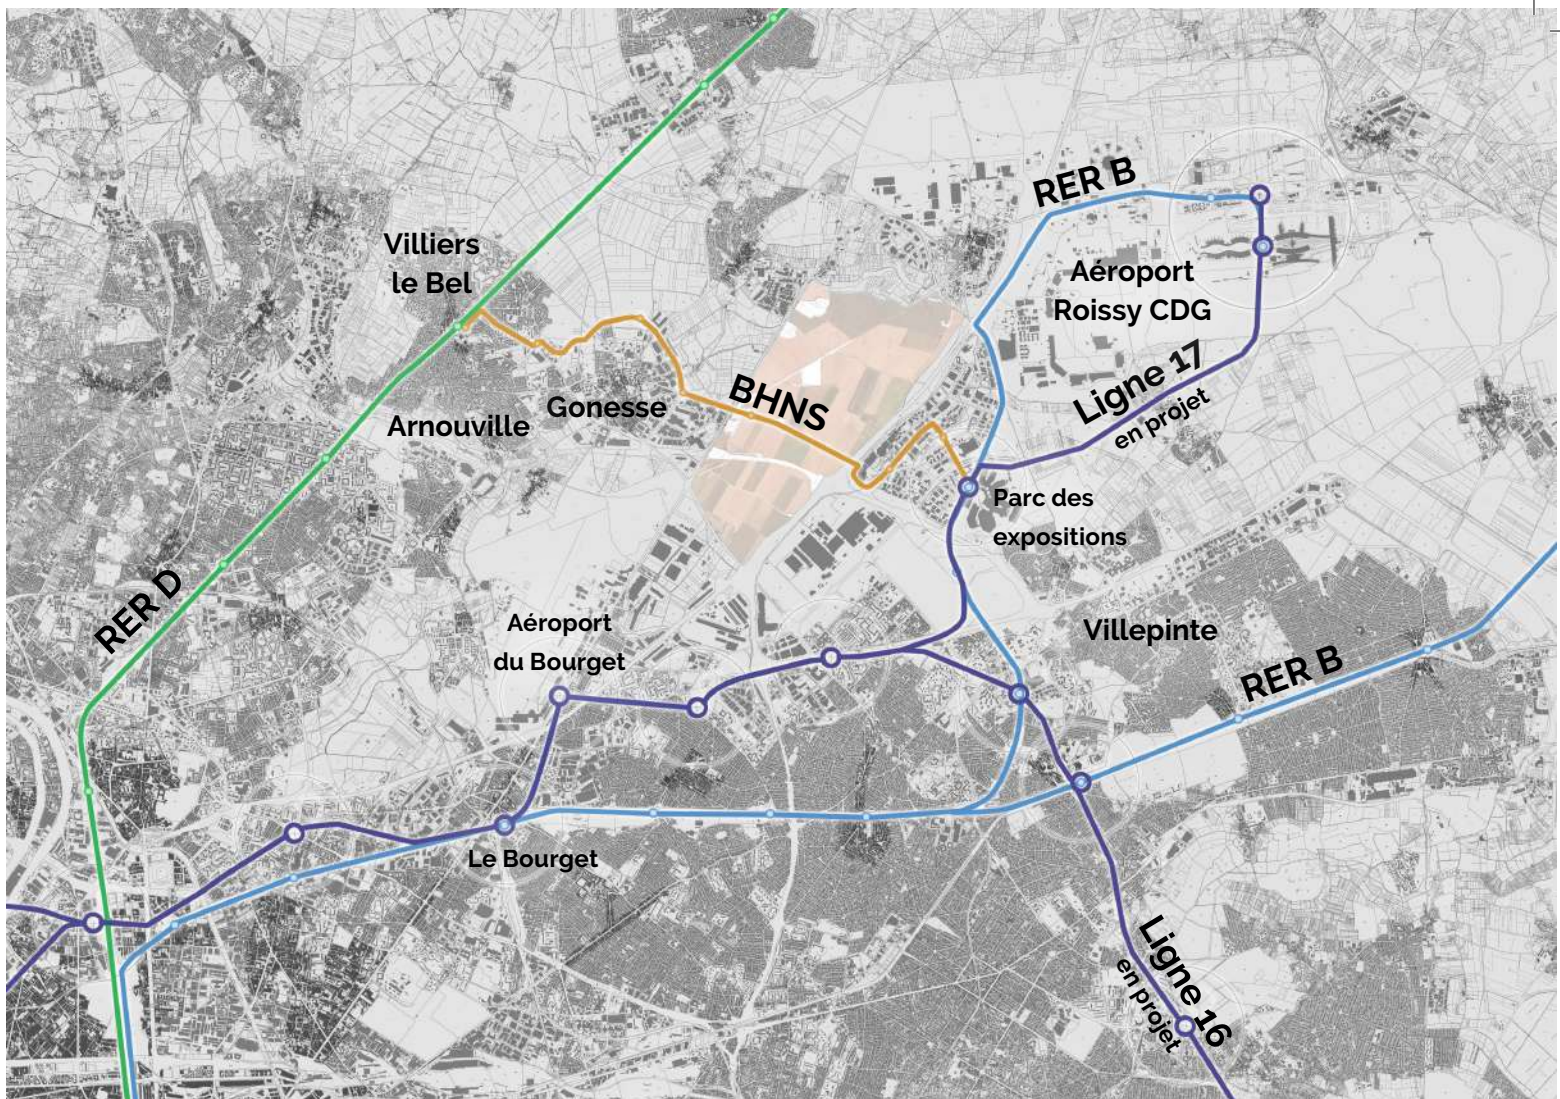 RER B
Villiers
le Bel
Aéroport
Roissy CDG
Ligne 17
en projet
BHNS
Gonesse
Arnouville
Parc des
expositions
RER D
Aéroport
du Bourget
Villepinte
RER B
Le Bourget
Ligne 16
en projet